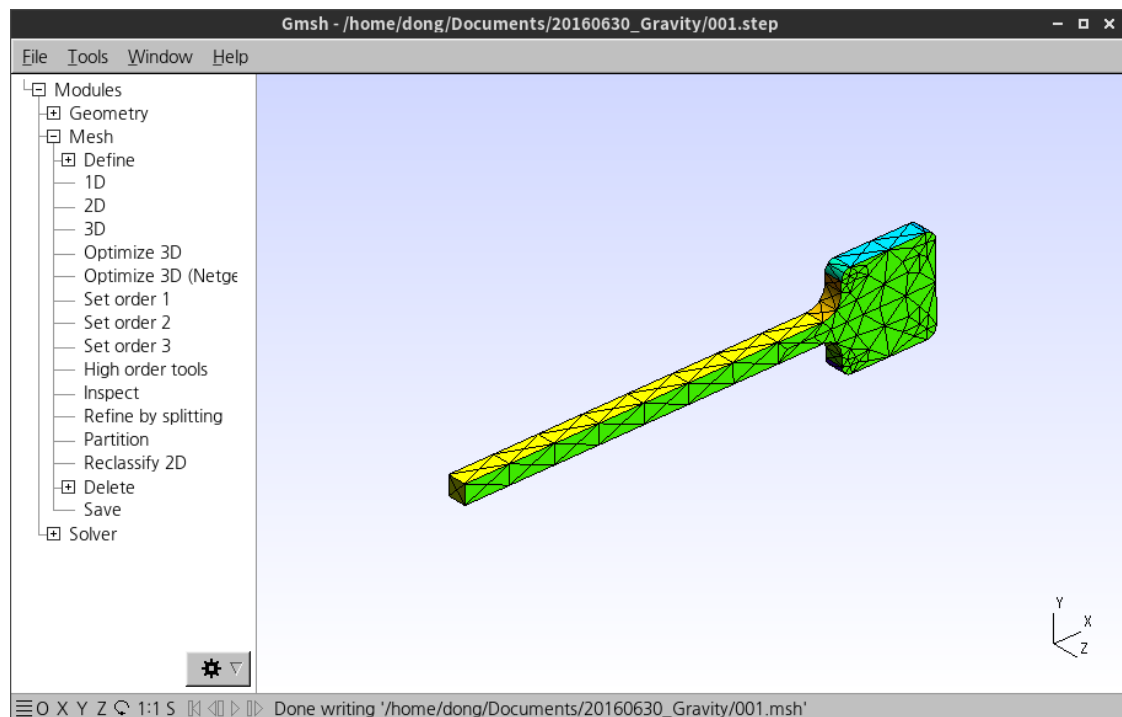 Gmsh - /home/dong/Documents/20160630_Gravity/001.step
File Tools Window Help
Modules
Geometry
Mesh
Define
1D
2D
3D
Optimize 3D
Optimize 3D (Netge
Set order 1
Set order 2
Set order 3
High order tools
Inspect
Refine by splitting
Partition
Reclassify 2D
Delete
Save
Solver
Y
X
Z
O X Y Z 1:1 S Done writing '/home/dong/Documents/20160630_Gravity/001.msh'